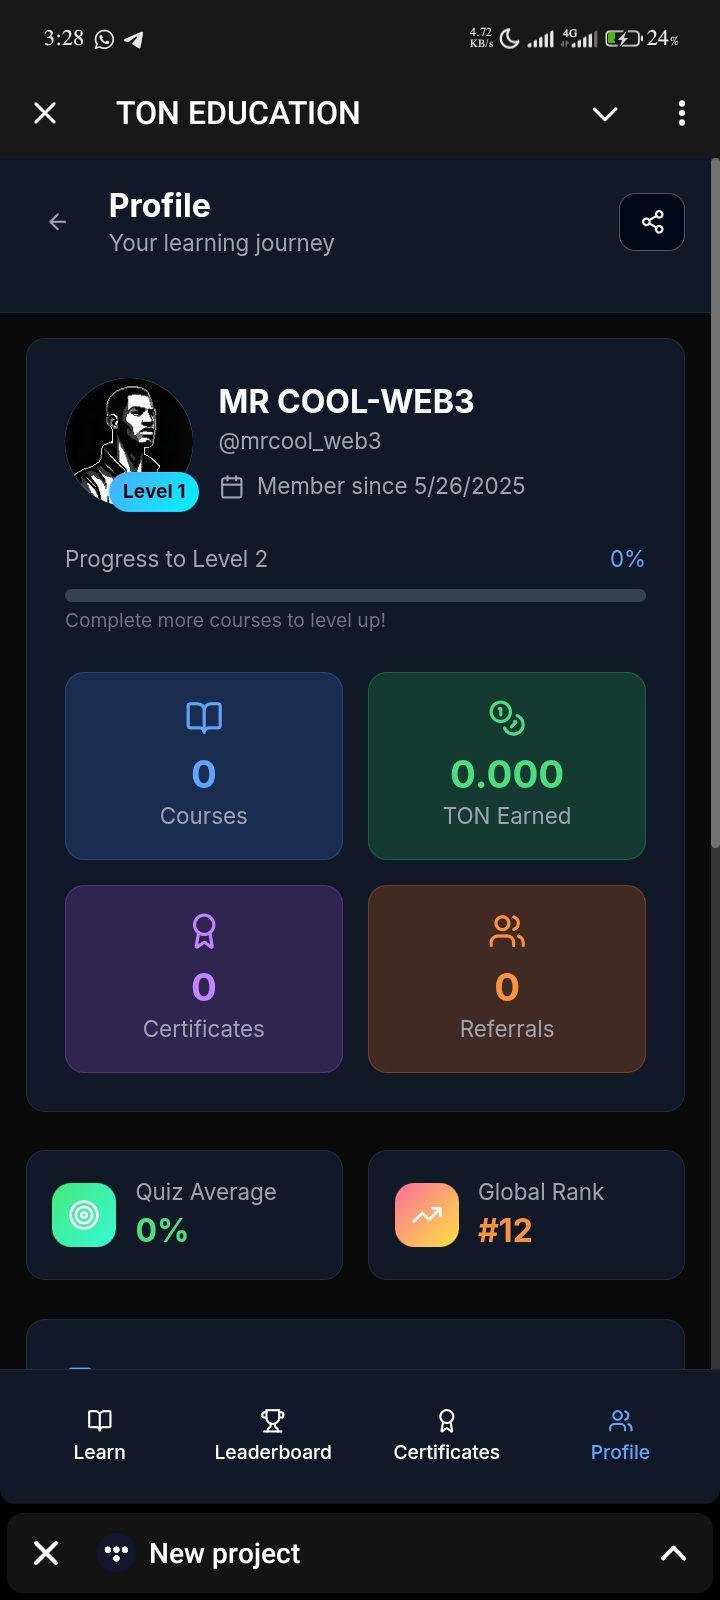 3:28
4.72 KB/s
4G
24%
TON EDUCATION
Profile
Your learning journey
MR COOL-WEB3
@mrcool_web3
Level 1
Member since 5/26/2025
Progress to Level 2 0%
Complete more courses to level up!
0
Courses
0.000
TON Earned
0
Certificates
0
Referrals
Quiz Average
0%
Global Rank
#12
Learn
Leaderboard
Certificates
Profile
New project